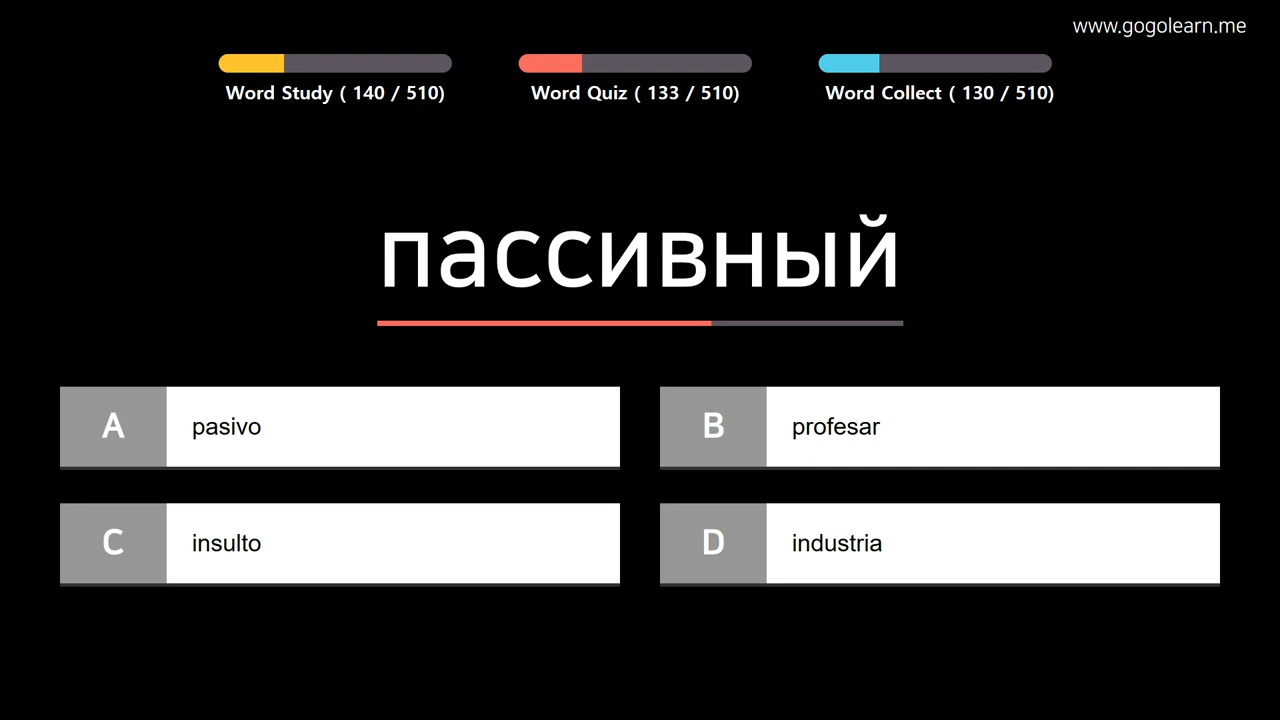 www.gogolearn.me
Word Study ( 140 / 510)
Word Quiz ( 133 / 510)
Word Collect ( 130 / 510)
пассивный
A pasivo
B profesar
C insulto
D industria